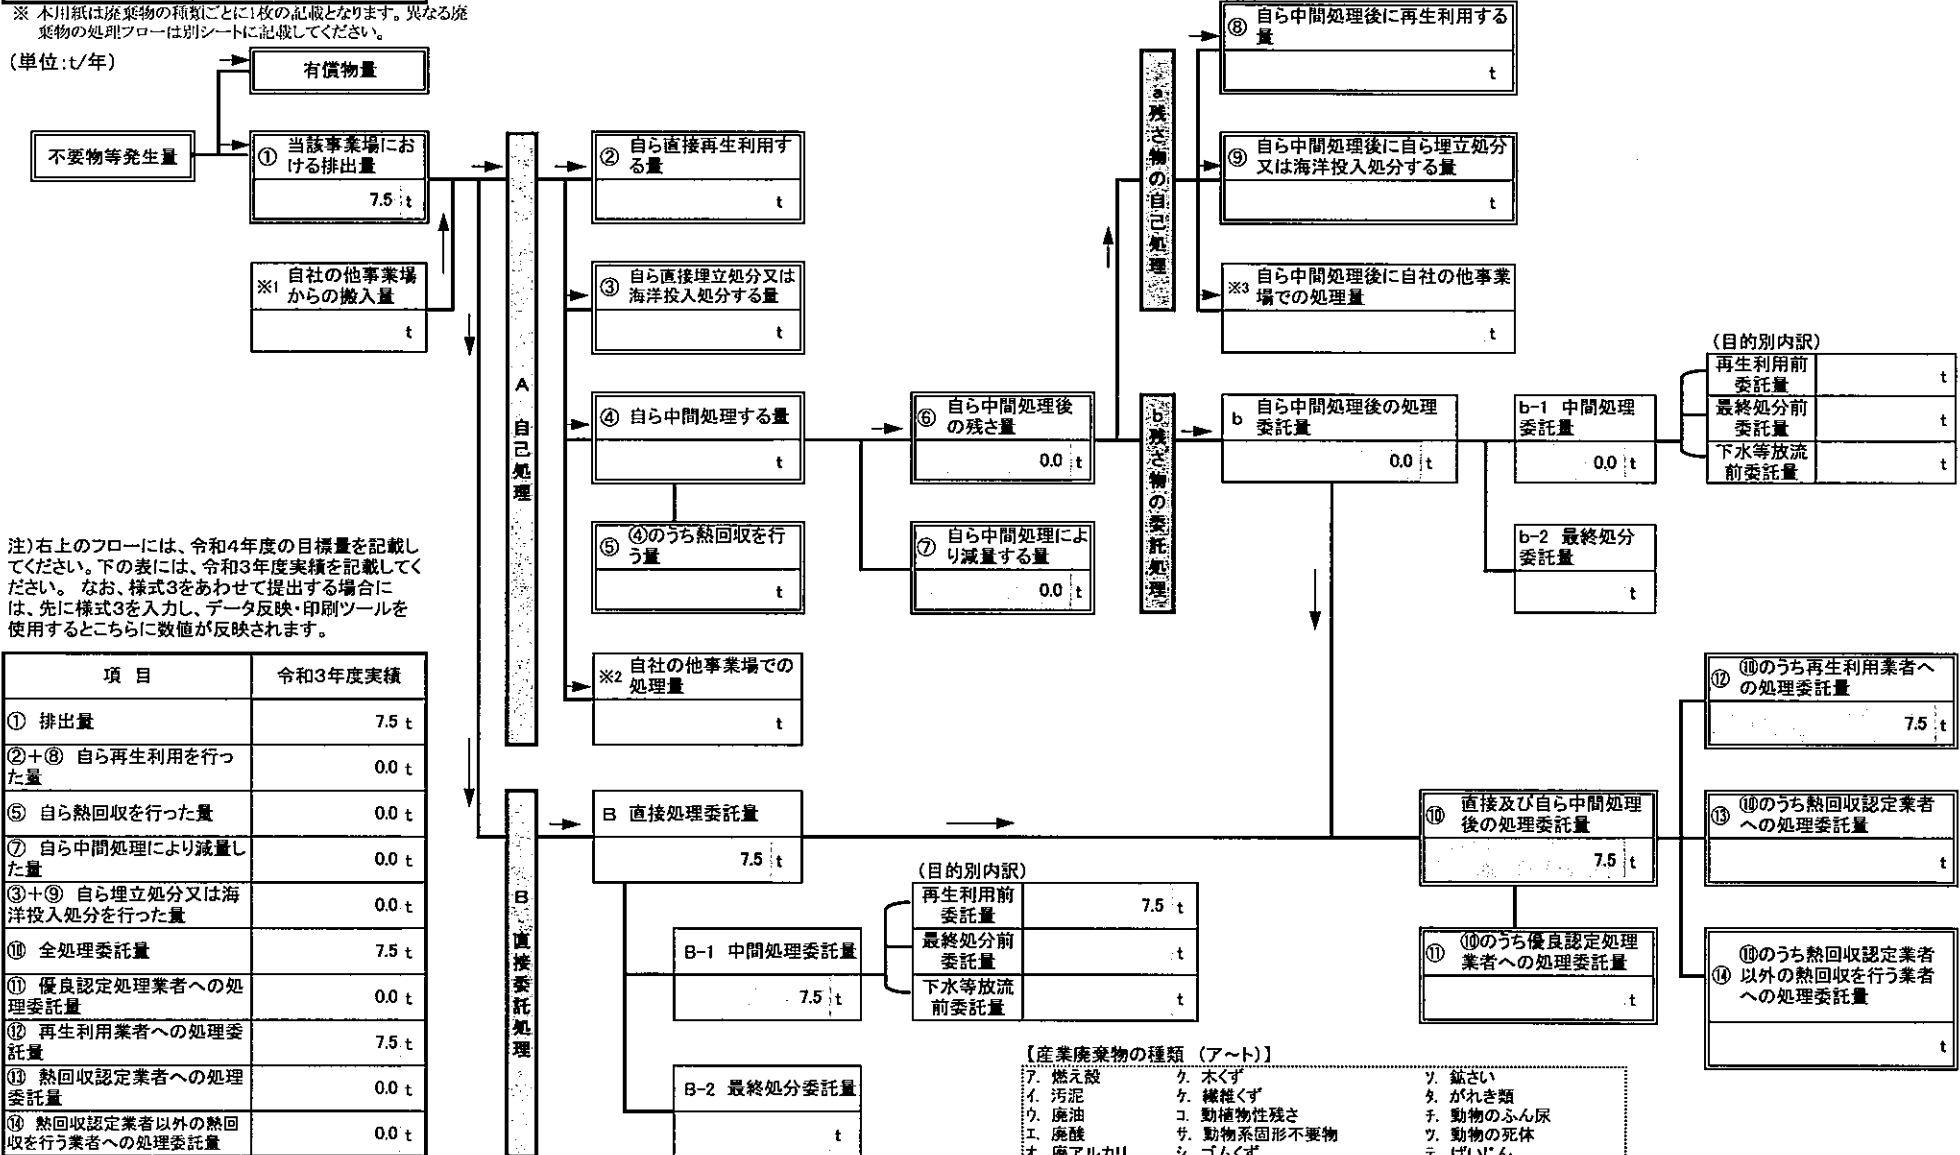 ※ 本用紙は廃棄物の種類ごとに1枚の記載となります。異なる廃
棄物の処理フローは別シートに記載してください。
(単位:t/年)
有償物量
不要物等発生量
① 当該事業場にお
ける排出量
7.5 t
※1 自社の他事業場
からの搬入量
t
A 自己処理
② 自ら直接再生利用す
る量
t
③ 自ら直接埋立処分又は
海洋投入処分する量
t
④ 自ら中間処理する量
t
⑤ ④のうち熱回収を行
う量
t
※2 自社の他事業場での
処理量
t
⑥ 自ら中間処理後
の残さ量
0.0 t
⑦ 自ら中間処理によ
り減量する量
0.0 t
a残さ物の自己処理
⑧ 自ら中間処理後に再生利用する
量
t
⑨ 自ら中間処理後に自ら埋立処分
又は海洋投入処分する量
t
※3 自ら中間処理後に自社の他事業
場での処理量
t
b残さ物の委託処理
b 自ら中間処理後の処理
委託量
0.0 t
b-1 中間処理
委託量
0.0 t
b-2 最終処分
委託量
t
(目的別内訳)
再生利用前
委託量 t
最終処分前
委託量 t
下水等放流
前委託量 t
注)右上のフローには、令和4年度の目標量を記載し
てください。下の表には、令和3年度実績を記載してく
ださい。 なお、様式3をあわせて提出する場合に
は、先に様式3を入力し、データ反映・印刷ツールを
使用するとこちらに数値が反映されます。
項 目 令和3年度実績
① 排出量 7.5 t
②+⑧ 自ら再生利用を行っ
た量 0.0 t
⑤ 自ら熱回収を行った量 0.0 t
⑦ 自ら中間処理により減量し
た量 0.0 t
③+⑨ 自ら埋立処分又は海
洋投入処分を行った量 0.0 t
⑩ 全処理委託量 7.5 t
⑪ 優良認定処理業者への処
理委託量 0.0 t
⑫ 再生利用業者への処理委
託量 7.5 t
⑬ 熱回収認定業者への処理
委託量 0.0 t
⑭ 熱回収認定業者以外の熱回
収を行う業者への処理委託量 0.0 t
B 直接委託処理
B 直接処理委託量
7.5 t
B-1 中間処理委託量
7.5 t
B-2 最終処分委託量
t
(目的別内訳)
再生利用前
委託量 7.5 t
最終処分前
委託量 t
下水等放流
前委託量 t
⑩ 直接及び自ら中間処理
後の処理委託量
7.5 t
⑪ ⑩のうち優良認定処理
業者への処理委託量
t
⑫ ⑩のうち再生利用業者へ
の処理委託量
7.5 t
⑬ ⑩のうち熱回収認定業者
への処理委託量
t
⑭ ⑩のうち熱回収認定業者
以外の熱回収を行う業者
への処理委託量
t
【産業廃棄物の種類 (ア~ト)】
ア. 燃え殻 ク. 木くず ソ. 鉱さい
イ. 汚泥 ケ. 繊維くず タ. がれき類
ウ. 廃油 コ. 動植物性残さ チ. 動物のふん尿
エ. 廃酸 サ. 動物系固形不要物 ツ. 動物の死体
オ. 廃アルカリ シ. ゴムくず テ. ばいじん